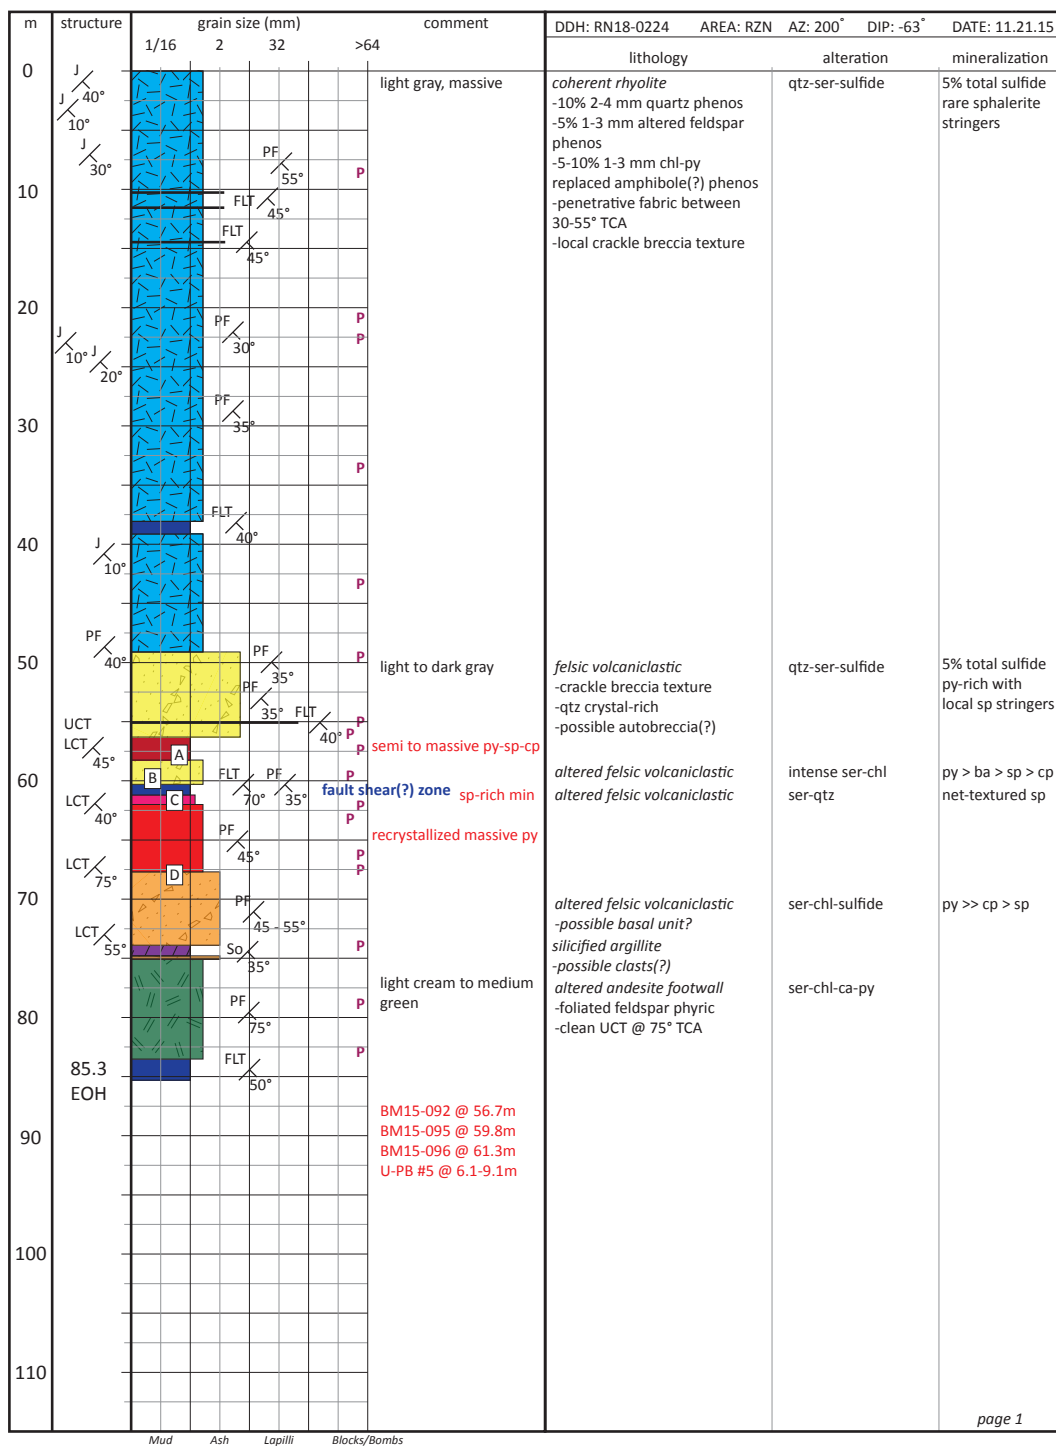 m structure grain size (mm) comment
1/16 2 32 >64
DDH: RN18-0224 AREA: RZN AZ: 200° DIP: -63° DATE: 11.21.15
lithology alteration mineralization
0
J
40°
J
10°
J
30°
PF
55°
P
light gray, massive
coherent rhyolite
-10% 2-4 mm quartz phenos
-5% 1-3 mm altered feldspar
phenos
-5-10% 1-3 mm chl-py
replaced amphibole(?) phenos
-penetrative fabric between
30-55° TCA
-local crackle breccia texture
qtz-ser-sulfide
5% total sulfide
rare sphalerite
stringers
10
FLT
45°
FLT
45°
20
P
PF
30°
P
J
10°
J
20°
PF
35°
30
P
FLT
40°
40
J
10°
P
PF
40°
P
50
PF
35°
PF
35°
FLT
40°
light to dark gray
felsic volcaniclastic
-crackle breccia texture
-qtz crystal-rich
-possible autobreccia(?)
qtz-ser-sulfide
5% total sulfide
py-rich with
local sp stringers
UCT
P
P
LCT
45°
A
P
semi to massive py-sp-cp
60
B
FLT
70°
PF
35°
P
altered felsic volcaniclastic
intense ser-chl
py > ba > sp > cp
fault shear(?) zone
LCT
40°
C
P
sp-rich min
altered felsic volcaniclastic
ser-qtz
net-textured sp
P
PF
45°
recrystallized massive py
LCT
75°
P
P
D
70
PF
45 - 55°
altered felsic volcaniclastic
-possible basal unit?
ser-chl-sulfide
py >> cp > sp
LCT
55°
So
35°
P
silicified argillite
-possible clasts(?)
light cream to medium
green
altered andesite footwall
-foliated feldspar phyric
-clean UCT @ 75° TCA
ser-chl-ca-py
PF
75°
P
80
P
FLT
50°
85.3
EOH
BM15-092 @ 56.7m
BM15-095 @ 59.8m
BM15-096 @ 61.3m
U-PB #5 @ 6.1-9.1m
90
100
110
page 1
Mud Ash Lapilli Blocks/Bombs